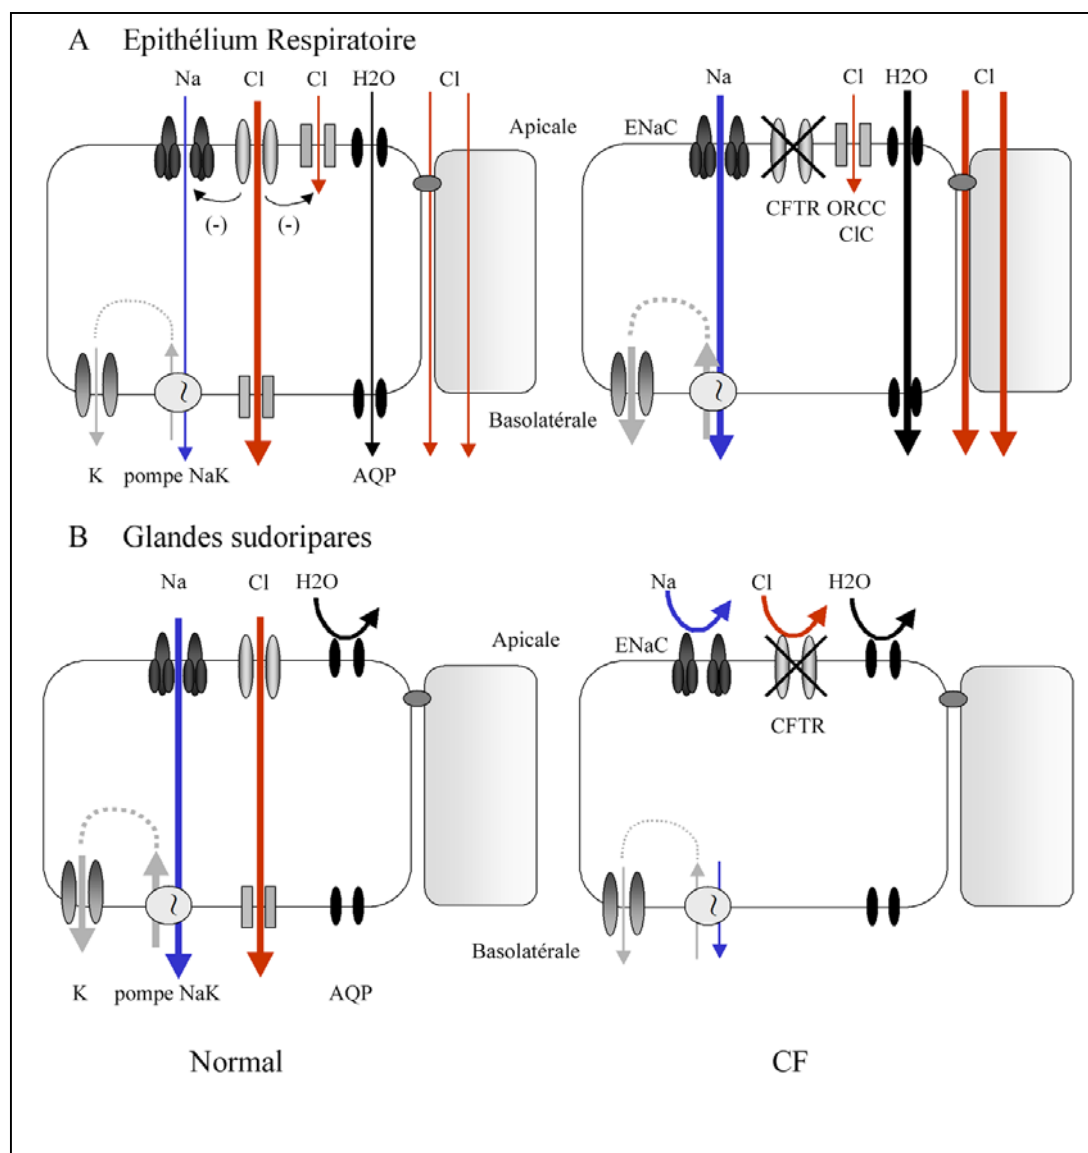 A Epithélium Respiratoire
Na Cl Cl H2O Cl
Apicale
(-) (-)
~
Basolatérale
K pompe NaK AQP
Na Cl H2O Cl
ENaC
CFTR ORCC
ClC
~
B Glandes sudoripares
Na Cl H2O
Apicale
~
Basolatérale
K pompe NaK AQP
Na Cl H2O
ENaC
CFTR
~
Normal CF